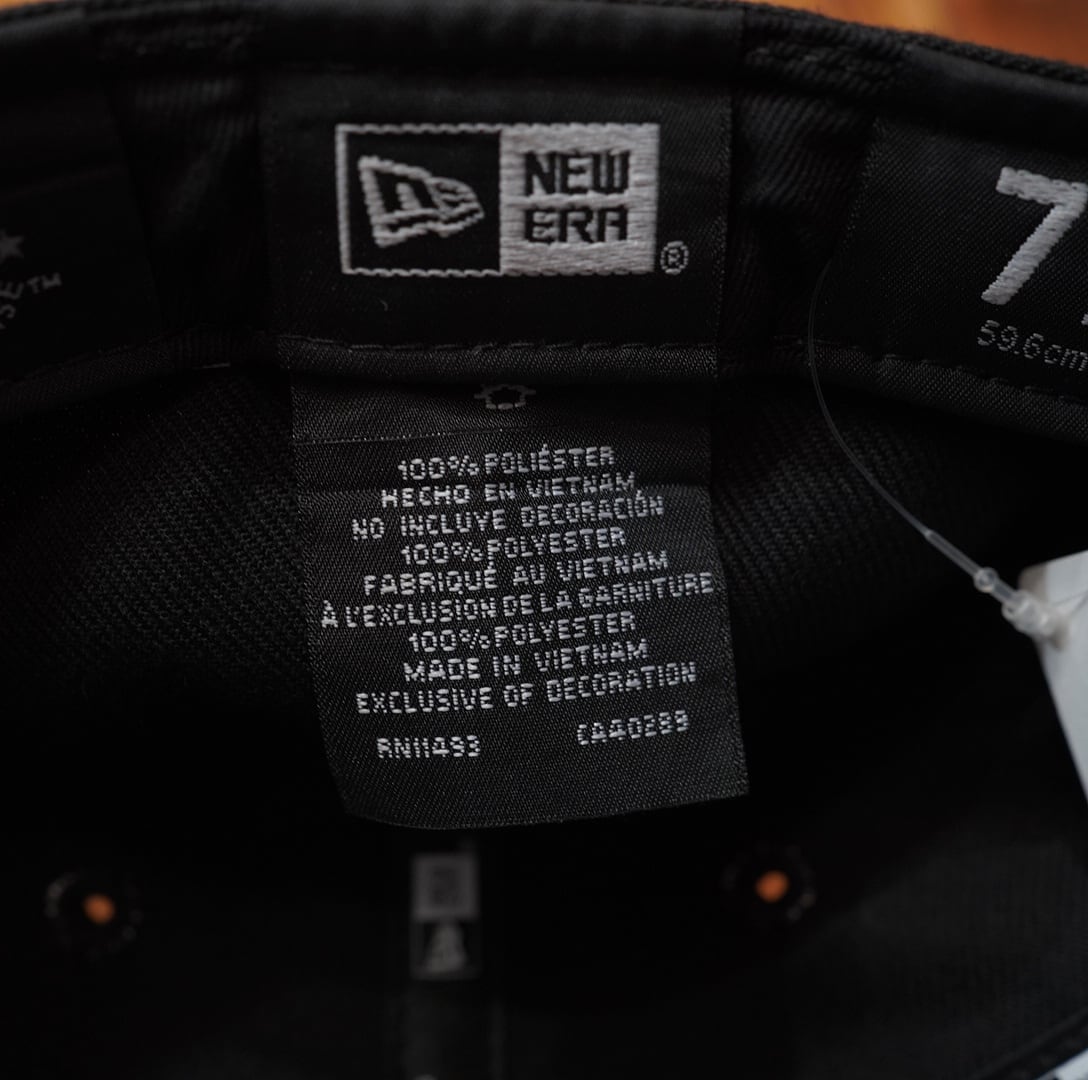 NEW
ERA
®
7
59.6cm
100% POLIÉSTER
HECHO EN VIETNAM,
NO INCLUYE DECORACIÓN
100% POLYESTER
FABRIQUÉ AU VIETNAM
À L'EXCLUSION DE LA GARNITURE
100% POLYESTER
MADE IN VIETNAM
EXCLUSIVE OF DECORATION
RN11493 CA40299